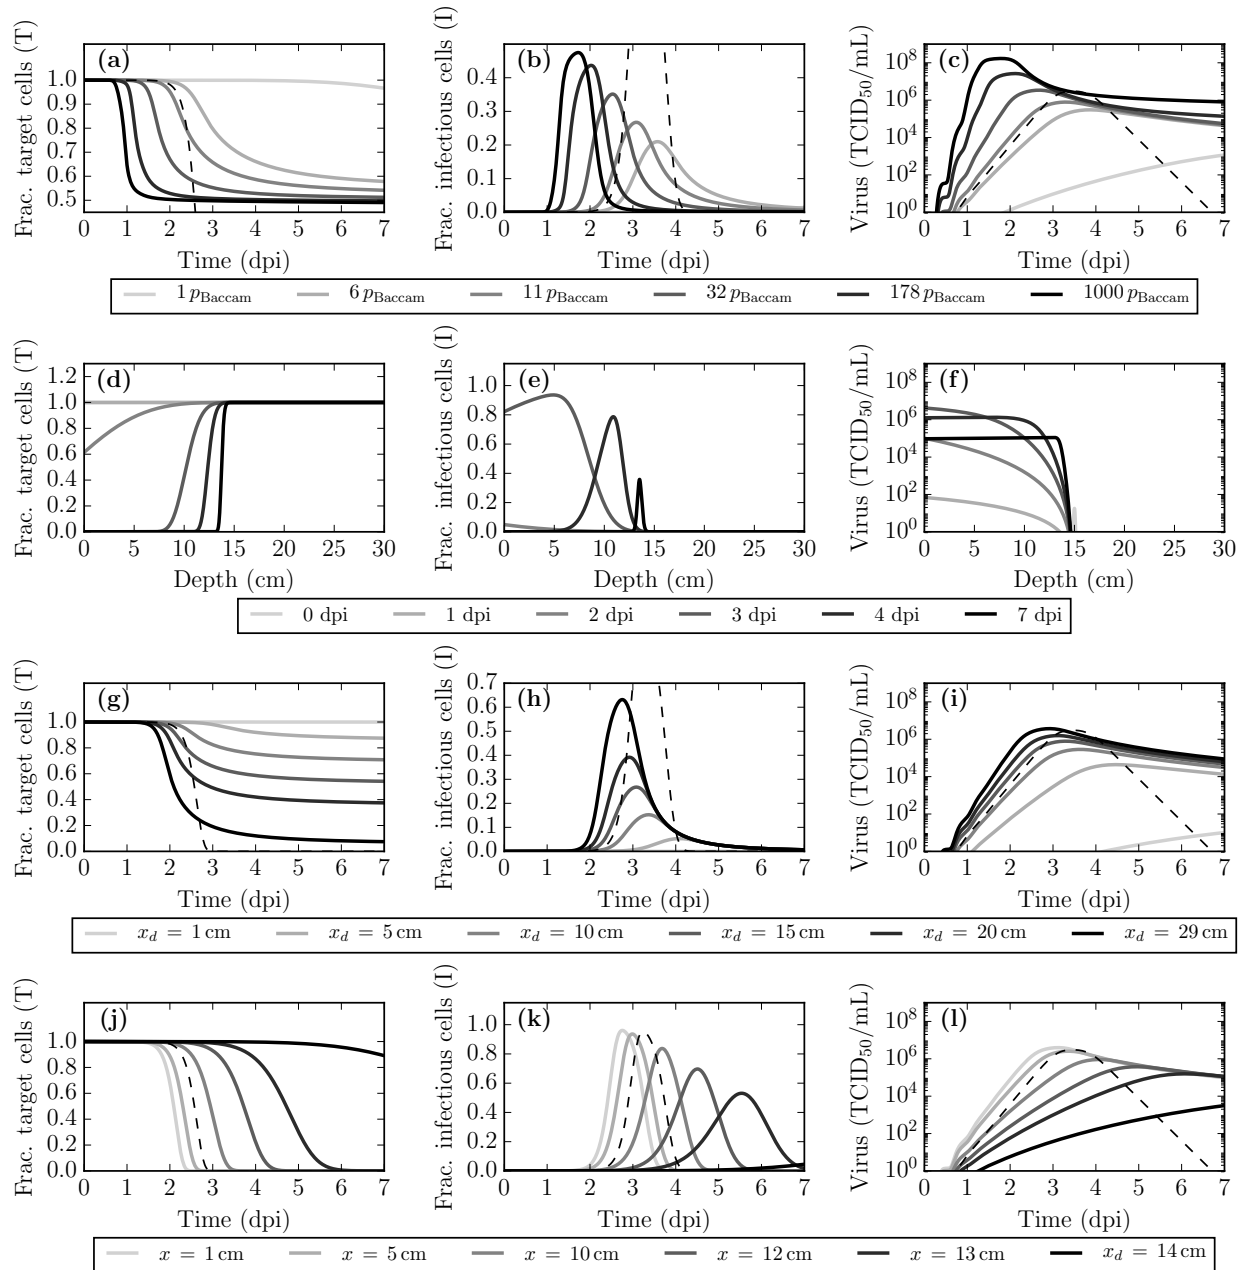 (a)
Frac. target cells (T)
1.0
0.9
0.8
0.7
0.6
0.5
0 1 2 3 4 5 6 7
Time (dpi)
(b)
Frac. infectious cells (I)
0.4
0.3
0.2
0.1
0.0
0 1 2 3 4 5 6 7
Time (dpi)
(c)
Virus (TCID50/mL)
10^8
10^6
10^4
10^2
10^0
0 1 2 3 4 5 6 7
Time (dpi)
1 pBaccam 6 pBaccam 11 pBaccam 32 pBaccam 178 pBaccam 1000 pBaccam
(d)
Frac. target cells (T)
1.2
1.0
0.8
0.6
0.4
0.2
0.0
0 5 10 15 20 25 30
Depth (cm)
(e)
Frac. infectious cells (I)
1.0
0.8
0.6
0.4
0.2
0.0
0 5 10 15 20 25 30
Depth (cm)
(f)
Virus (TCID50/mL)
10^8
10^6
10^4
10^2
10^0
0 5 10 15 20 25 30
Depth (cm)
0 dpi 1 dpi 2 dpi 3 dpi 4 dpi 7 dpi
(g)
Frac. target cells (T)
1.0
0.8
0.6
0.4
0.2
0.0
0 1 2 3 4 5 6 7
Time (dpi)
(h)
Frac. infectious cells (I)
0.7
0.6
0.5
0.4
0.3
0.2
0.1
0.0
0 1 2 3 4 5 6 7
Time (dpi)
(i)
Virus (TCID50/mL)
10^8
10^6
10^4
10^2
10^0
0 1 2 3 4 5 6 7
Time (dpi)
xd = 1 cm xd = 5 cm xd = 10 cm xd = 15 cm xd = 20 cm xd = 29 cm
(j)
Frac. target cells (T)
1.0
0.8
0.6
0.4
0.2
0.0
0 1 2 3 4 5 6 7
Time (dpi)
(k)
Frac. infectious cells (I)
1.0
0.8
0.6
0.4
0.2
0.0
0 1 2 3 4 5 6 7
Time (dpi)
(l)
Virus (TCID50/mL)
10^8
10^6
10^4
10^2
10^0
0 1 2 3 4 5 6 7
Time (dpi)
x = 1 cm x = 5 cm x = 10 cm x = 12 cm x = 13 cm xd = 14 cm